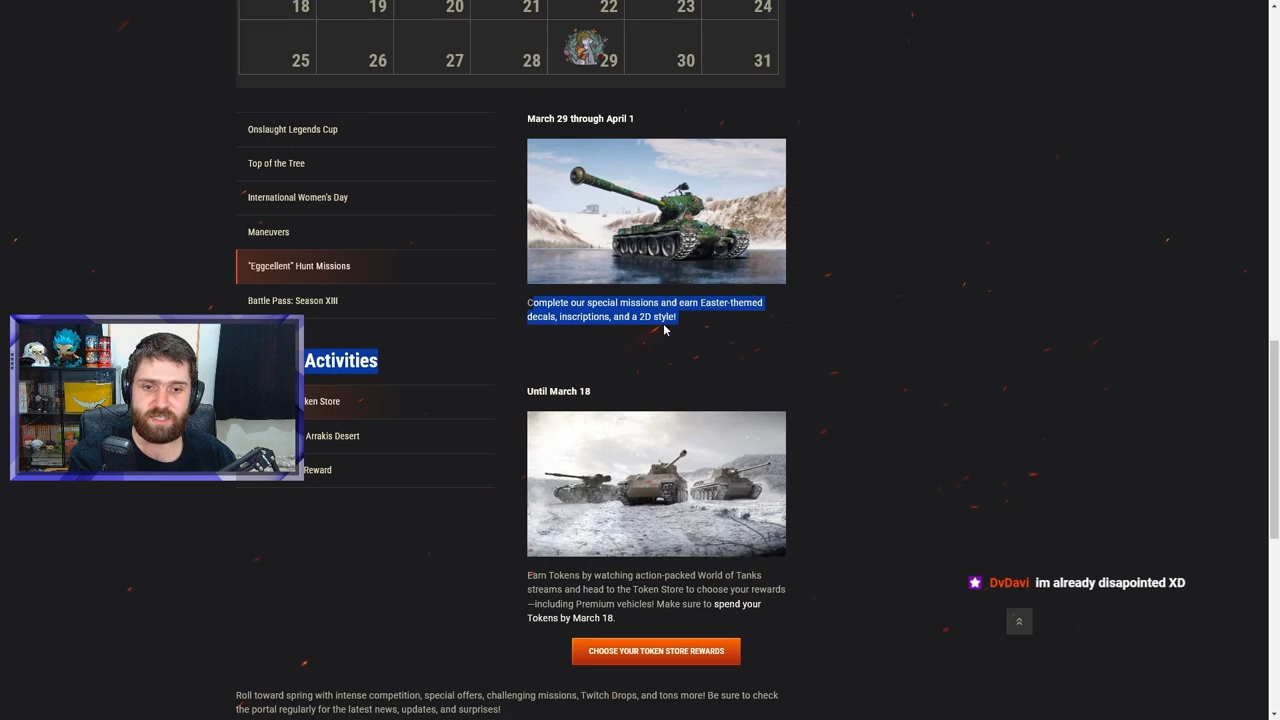 18 19 20 21 22 23 24
25 26 27 28 29 30 31
Onslaught Legends Cup
Top of the Tree
International Women's Day
Maneuvers
"Eggcellent" Hunt Missions
Battle Pass: Season XIII
Activities
ken Store
Arrakis Desert
Reward
March 29 through April 1
Complete our special missions and earn Easter-themed
decals, inscriptions, and a 2D style!
Until March 18
Earn Tokens by watching action-packed World of Tanks
streams and head to the Token Store to choose your rewards
—including Premium vehicles! Make sure to spend your
Tokens by March 18.
CHOOSE YOUR TOKEN STORE REWARDS
DvDavi im already disapointed XD
Roll toward spring with intense competition, special offers, challenging missions, Twitch Drops, and tons more! Be sure to check
the portal regularly for the latest news, updates, and surprises!